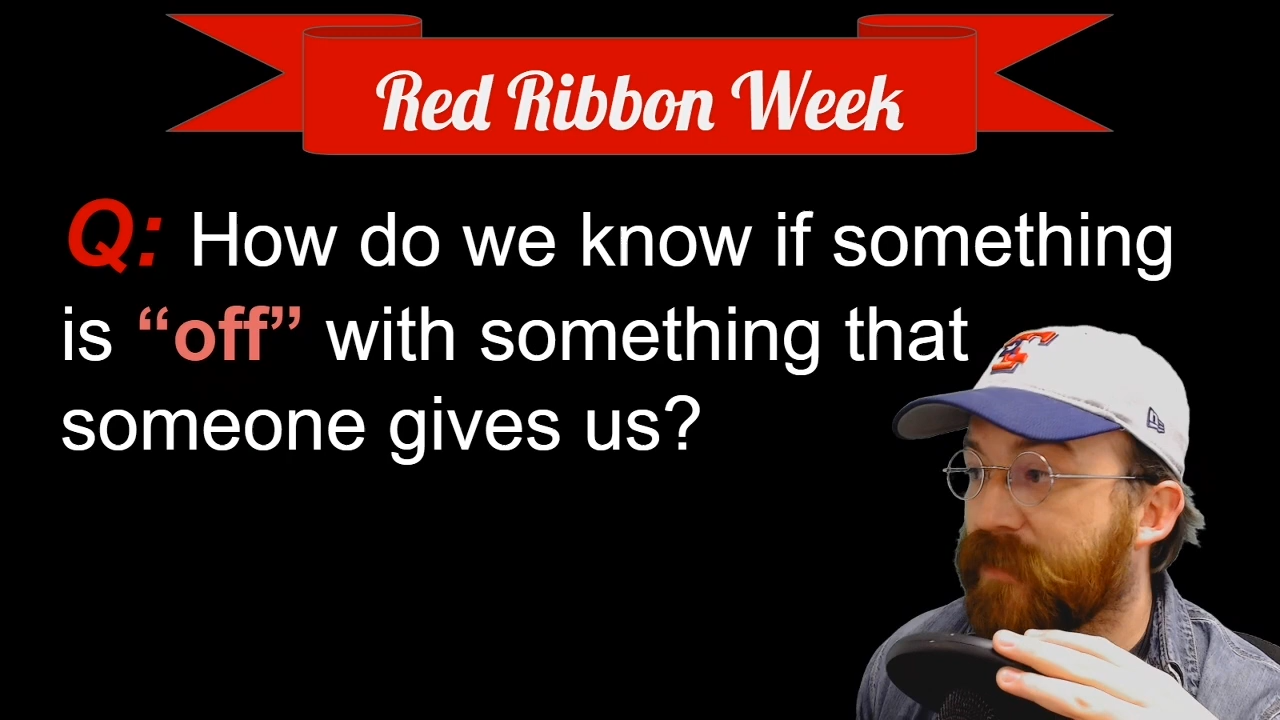 Red Ribbon Week
Q: How do we know if something
is “off” with something that
someone gives us?